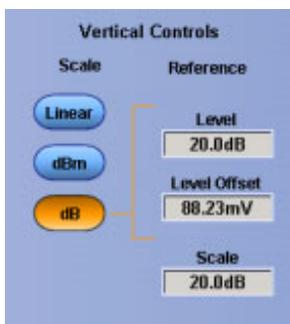 Vertical Controls
Scale
Reference
Linear
Level
20.0dB
dBm
Level Offset
88.23mV
dB
Scale
20.0dB